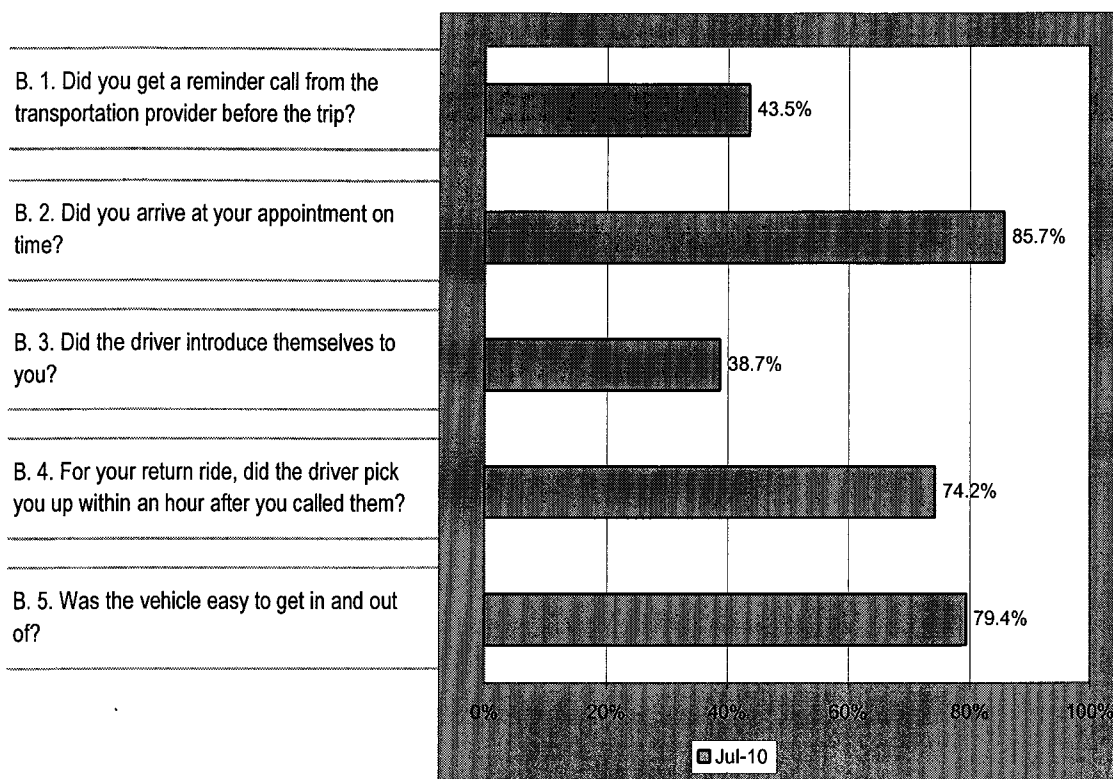 B. 1. Did you get a reminder call from the
transportation provider before the trip?
43.5%
B. 2. Did you arrive at your appointment on
time?
85.7%
B. 3. Did the driver introduce themselves to
you?
38.7%
B. 4. For your return ride, did the driver pick
you up within an hour after you called them?
74.2%
B. 5. Was the vehicle easy to get in and out
of?
79.4%
0% 20% 40% 60% 80% 100%
Jul-10